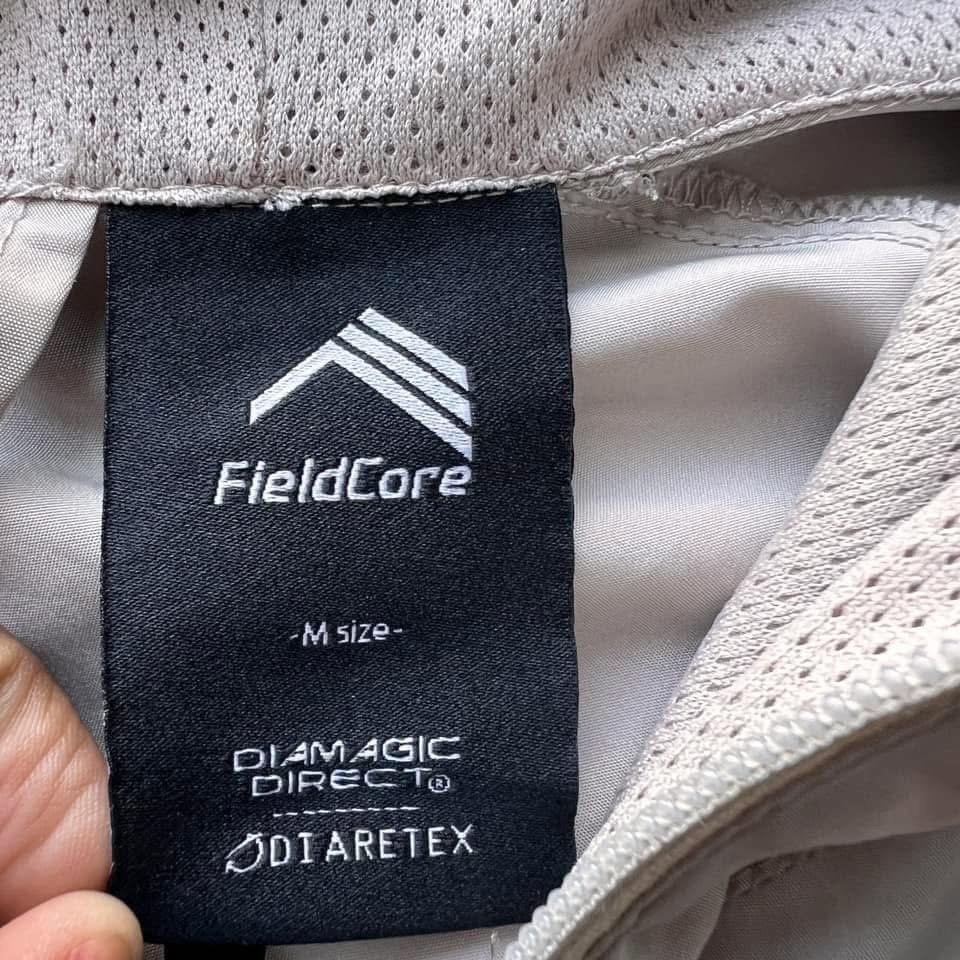 FieldCore
-M size-
DIAMAGIC
DIRECT®
DIARETEX